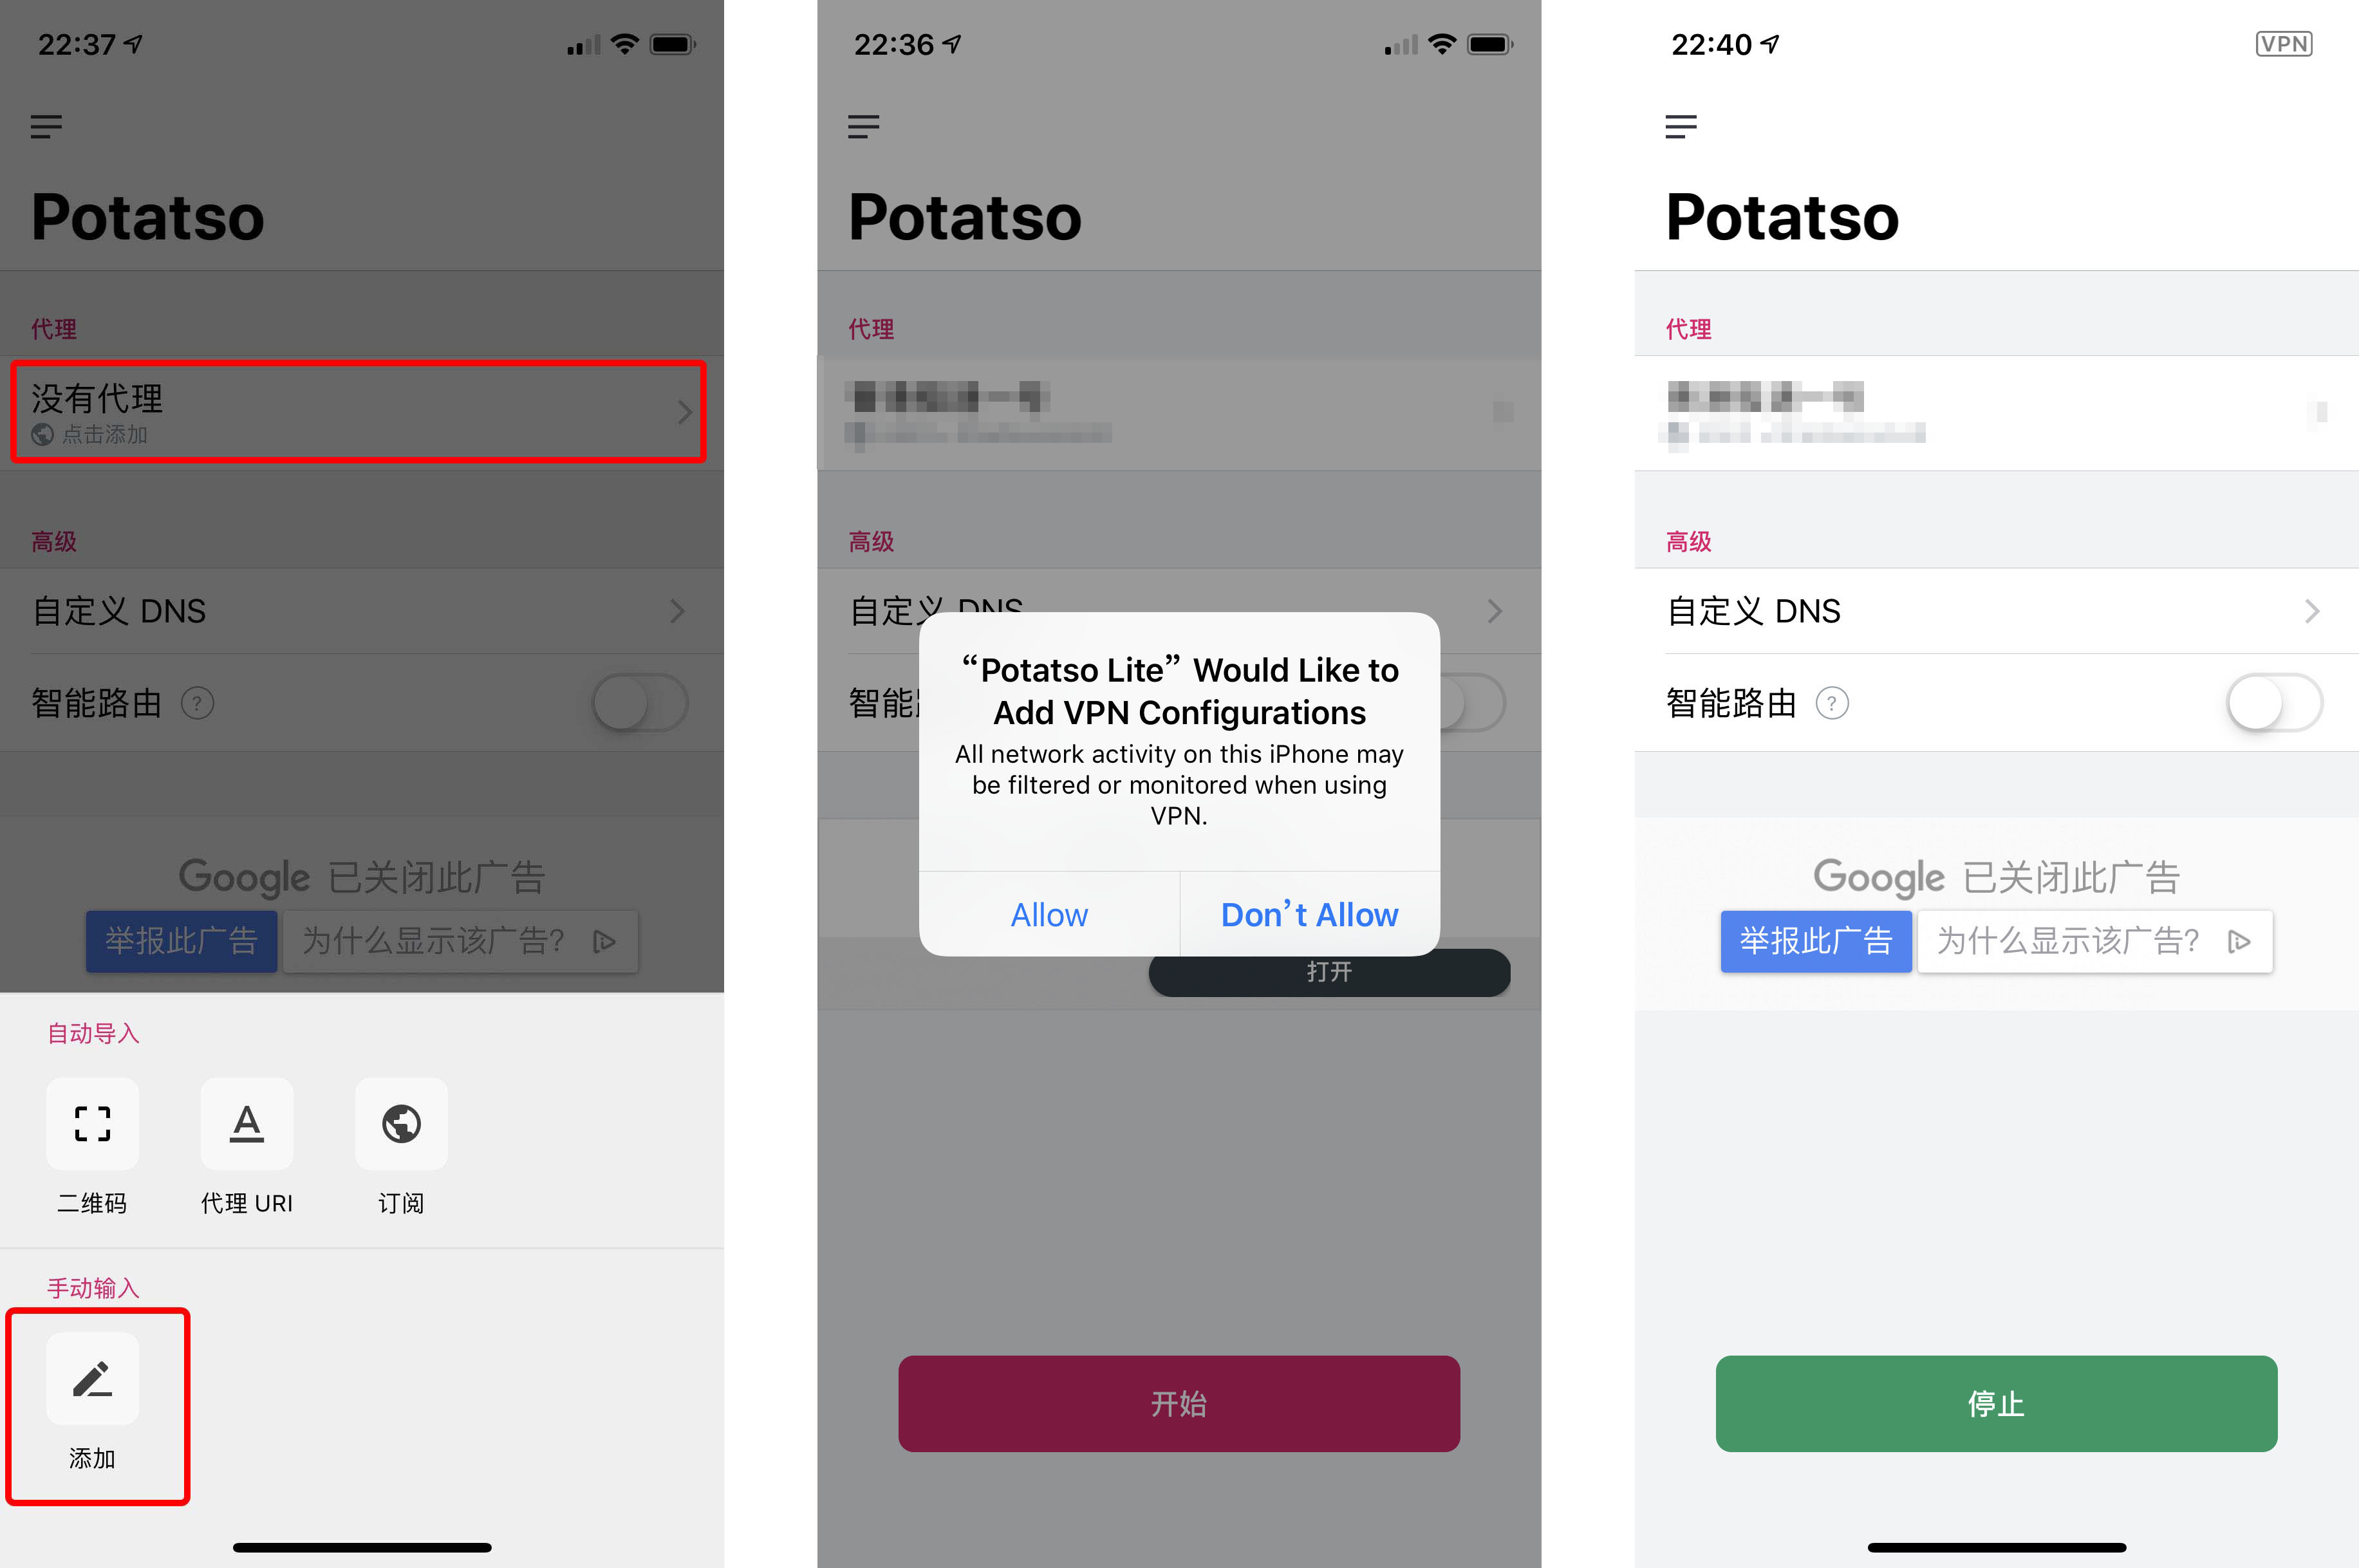 22:37
Potatso
代理
没有代理
点击添加
高级
自定义 DNS
智能路由 ?
Google 已关闭此广告
举报此广告 为什么显示该广告?
自动导入
二维码 代理 URI 订阅
手动输入
添加
22:36
Potatso
代理
高级
自定义 DNS
智能
“Potatso Lite” Would Like to
Add VPN Configurations
All network activity on this iPhone may
be filtered or monitored when using
VPN.
Allow Don’t Allow
打开
开始
22:40 VPN
Potatso
代理
高级
自定义 DNS
智能路由 ?
Google 已关闭此广告
举报此广告 为什么显示该广告?
停止